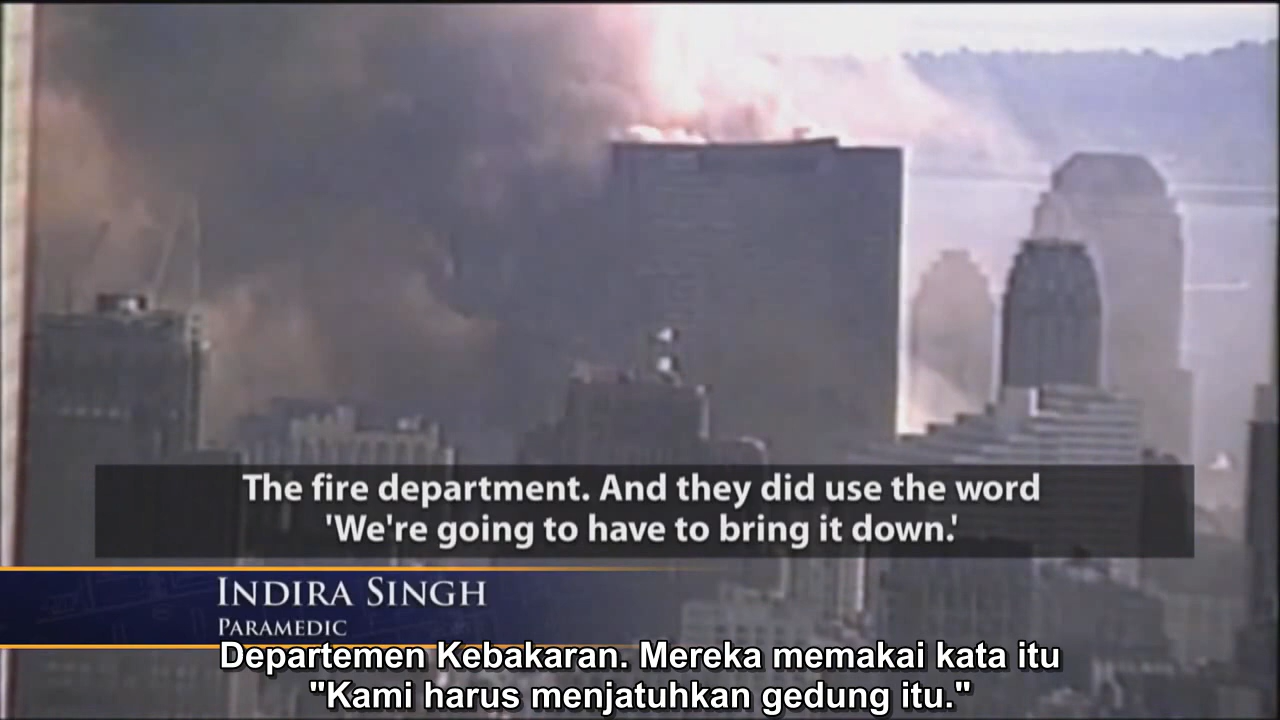 The fire department. And they did use the word
'We're going to have to bring it down.'
INDIRA SINGH
PARAMEDIC
Departemen Kebakaran. Mereka memakai kata itu
"Kami harus menjatuhkan gedung itu."